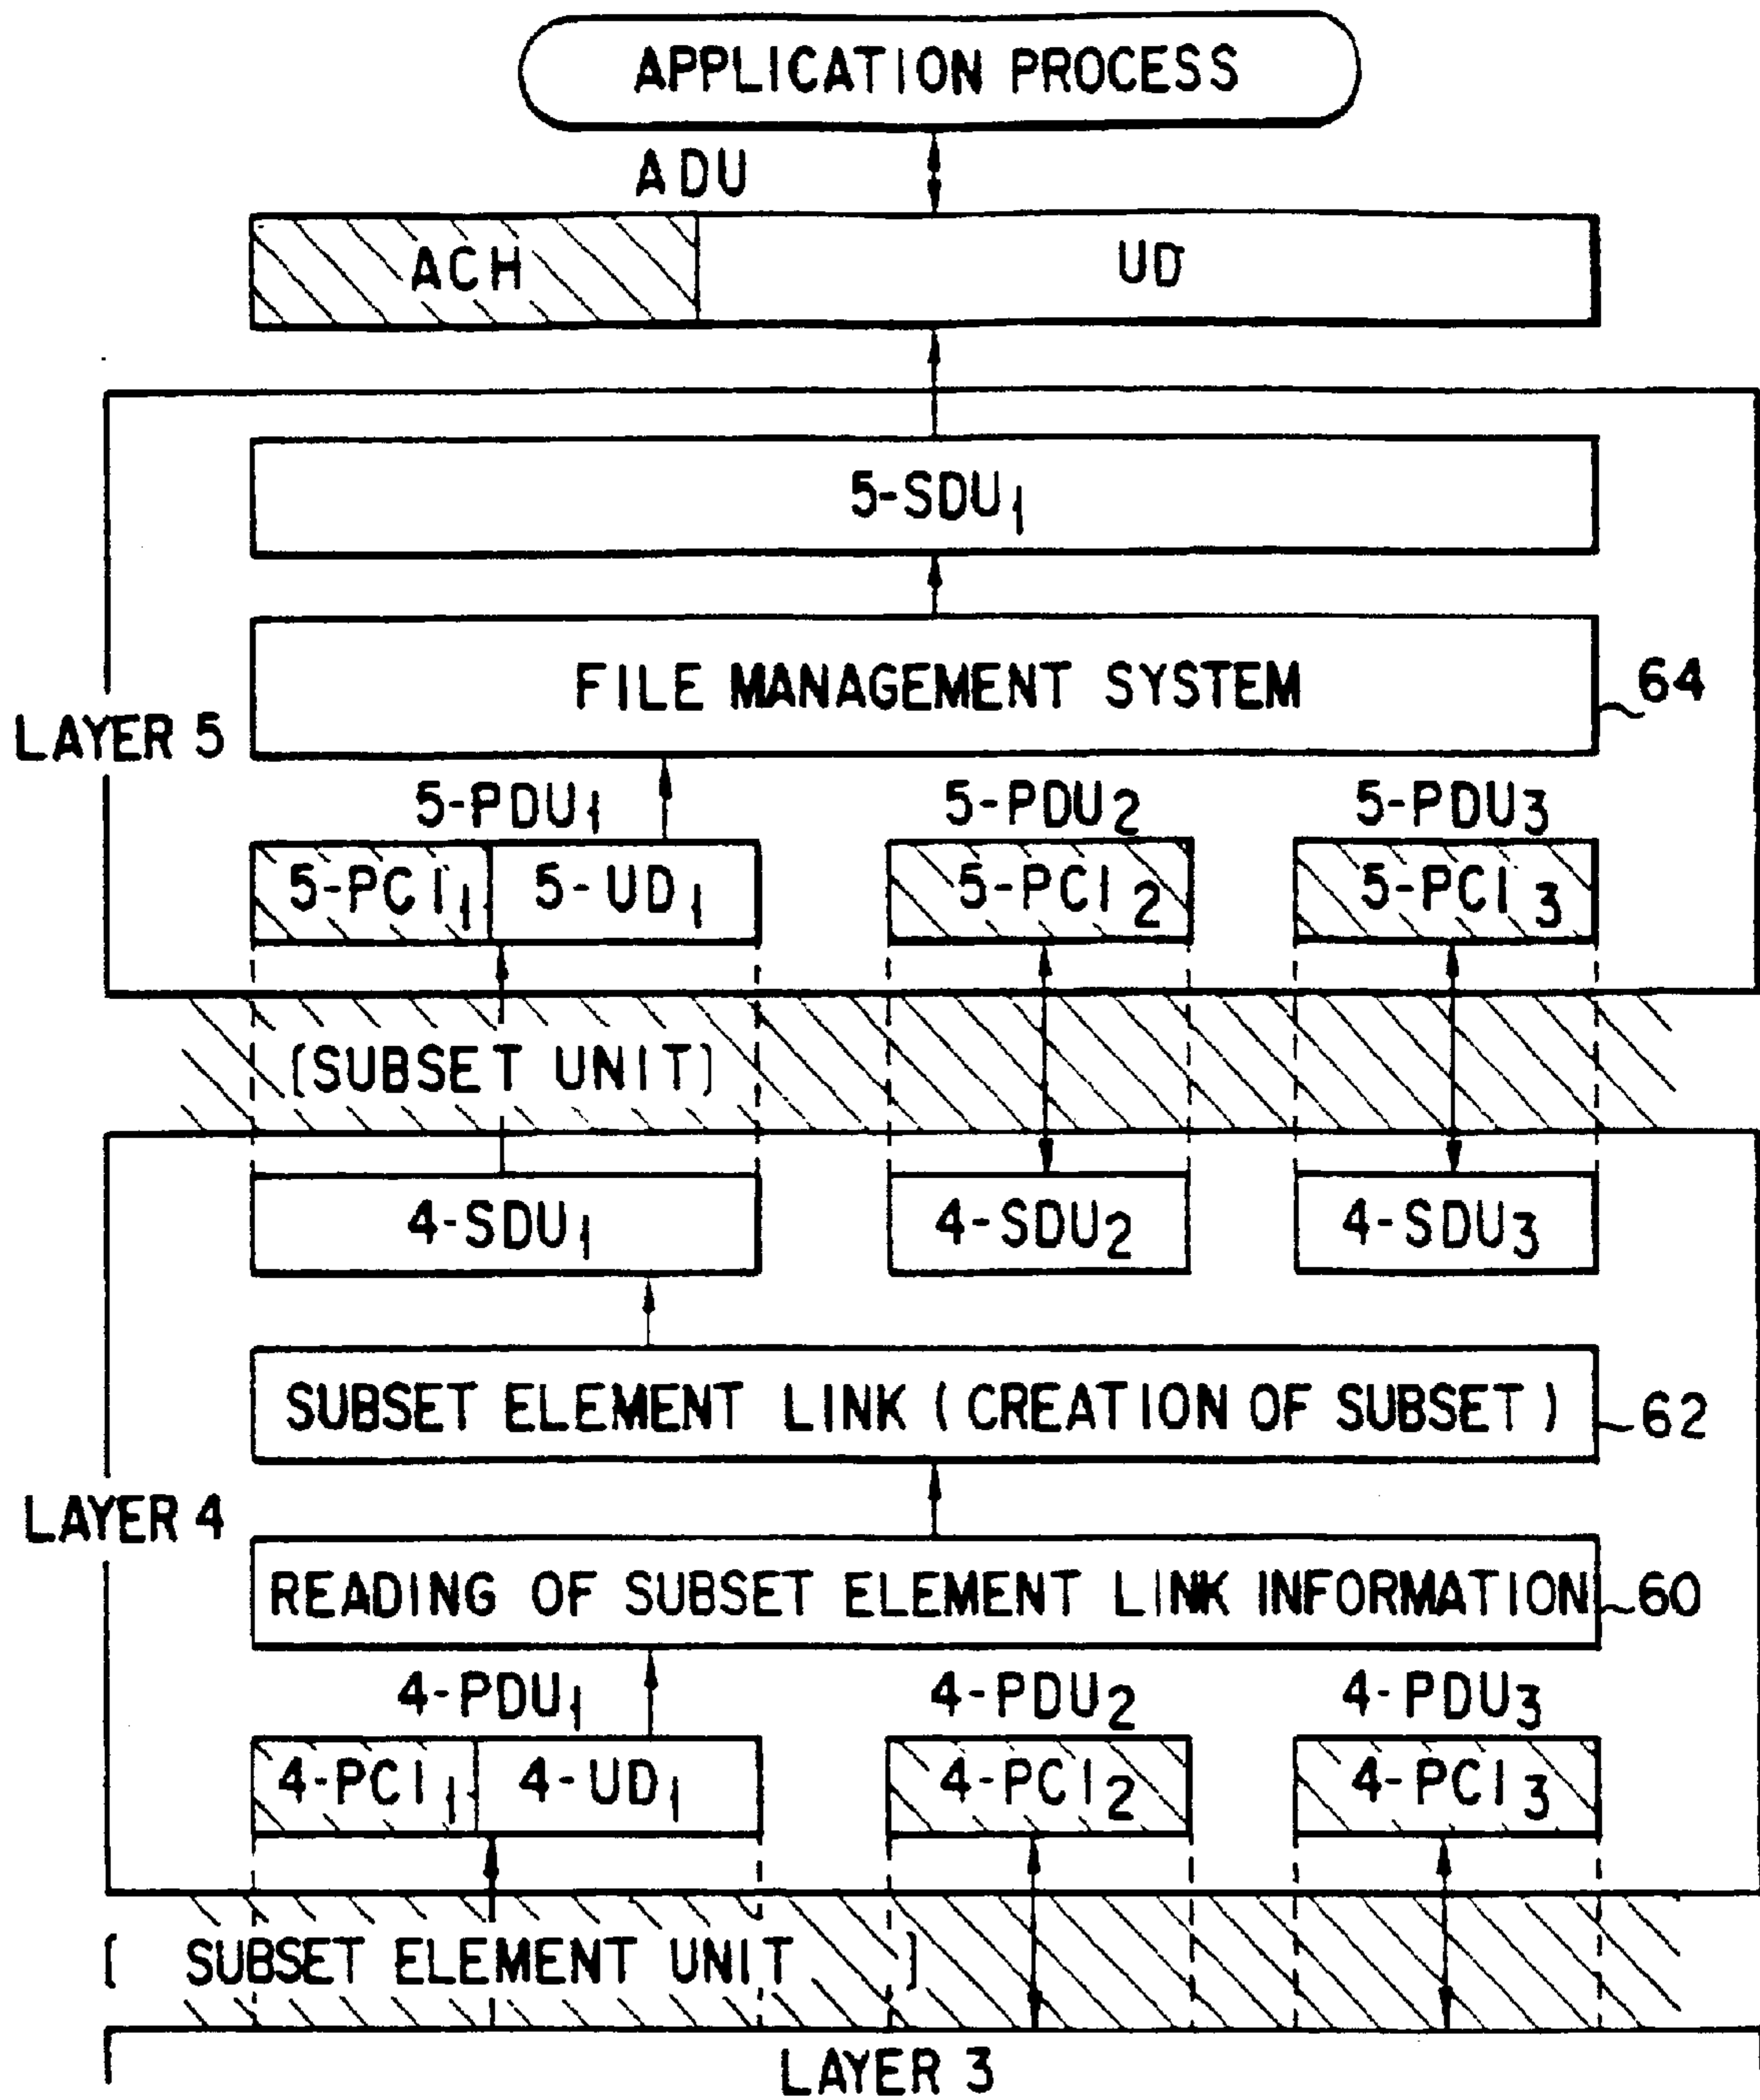 APPLICATION PROCESS
ADU
ACH UD
5-SDU1
FILE MANAGEMENT SYSTEM 64
LAYER 5
5-PDU1 5-PDU2 5-PDU3
5-PCI1 5-UD1 5-PCI2 5-PCI3
[SUBSET UNIT]
4-SDU1 4-SDU2 4-SDU3
SUBSET ELEMENT LINK (CREATION OF SUBSET) 62
LAYER 4
READING OF SUBSET ELEMENT LINK INFORMATION 60
4-PDU1 4-PDU2 4-PDU3
4-PCI1 4-UD1 4-PCI2 4-PCI3
[ SUBSET ELEMENT UNIT ]
LAYER 3